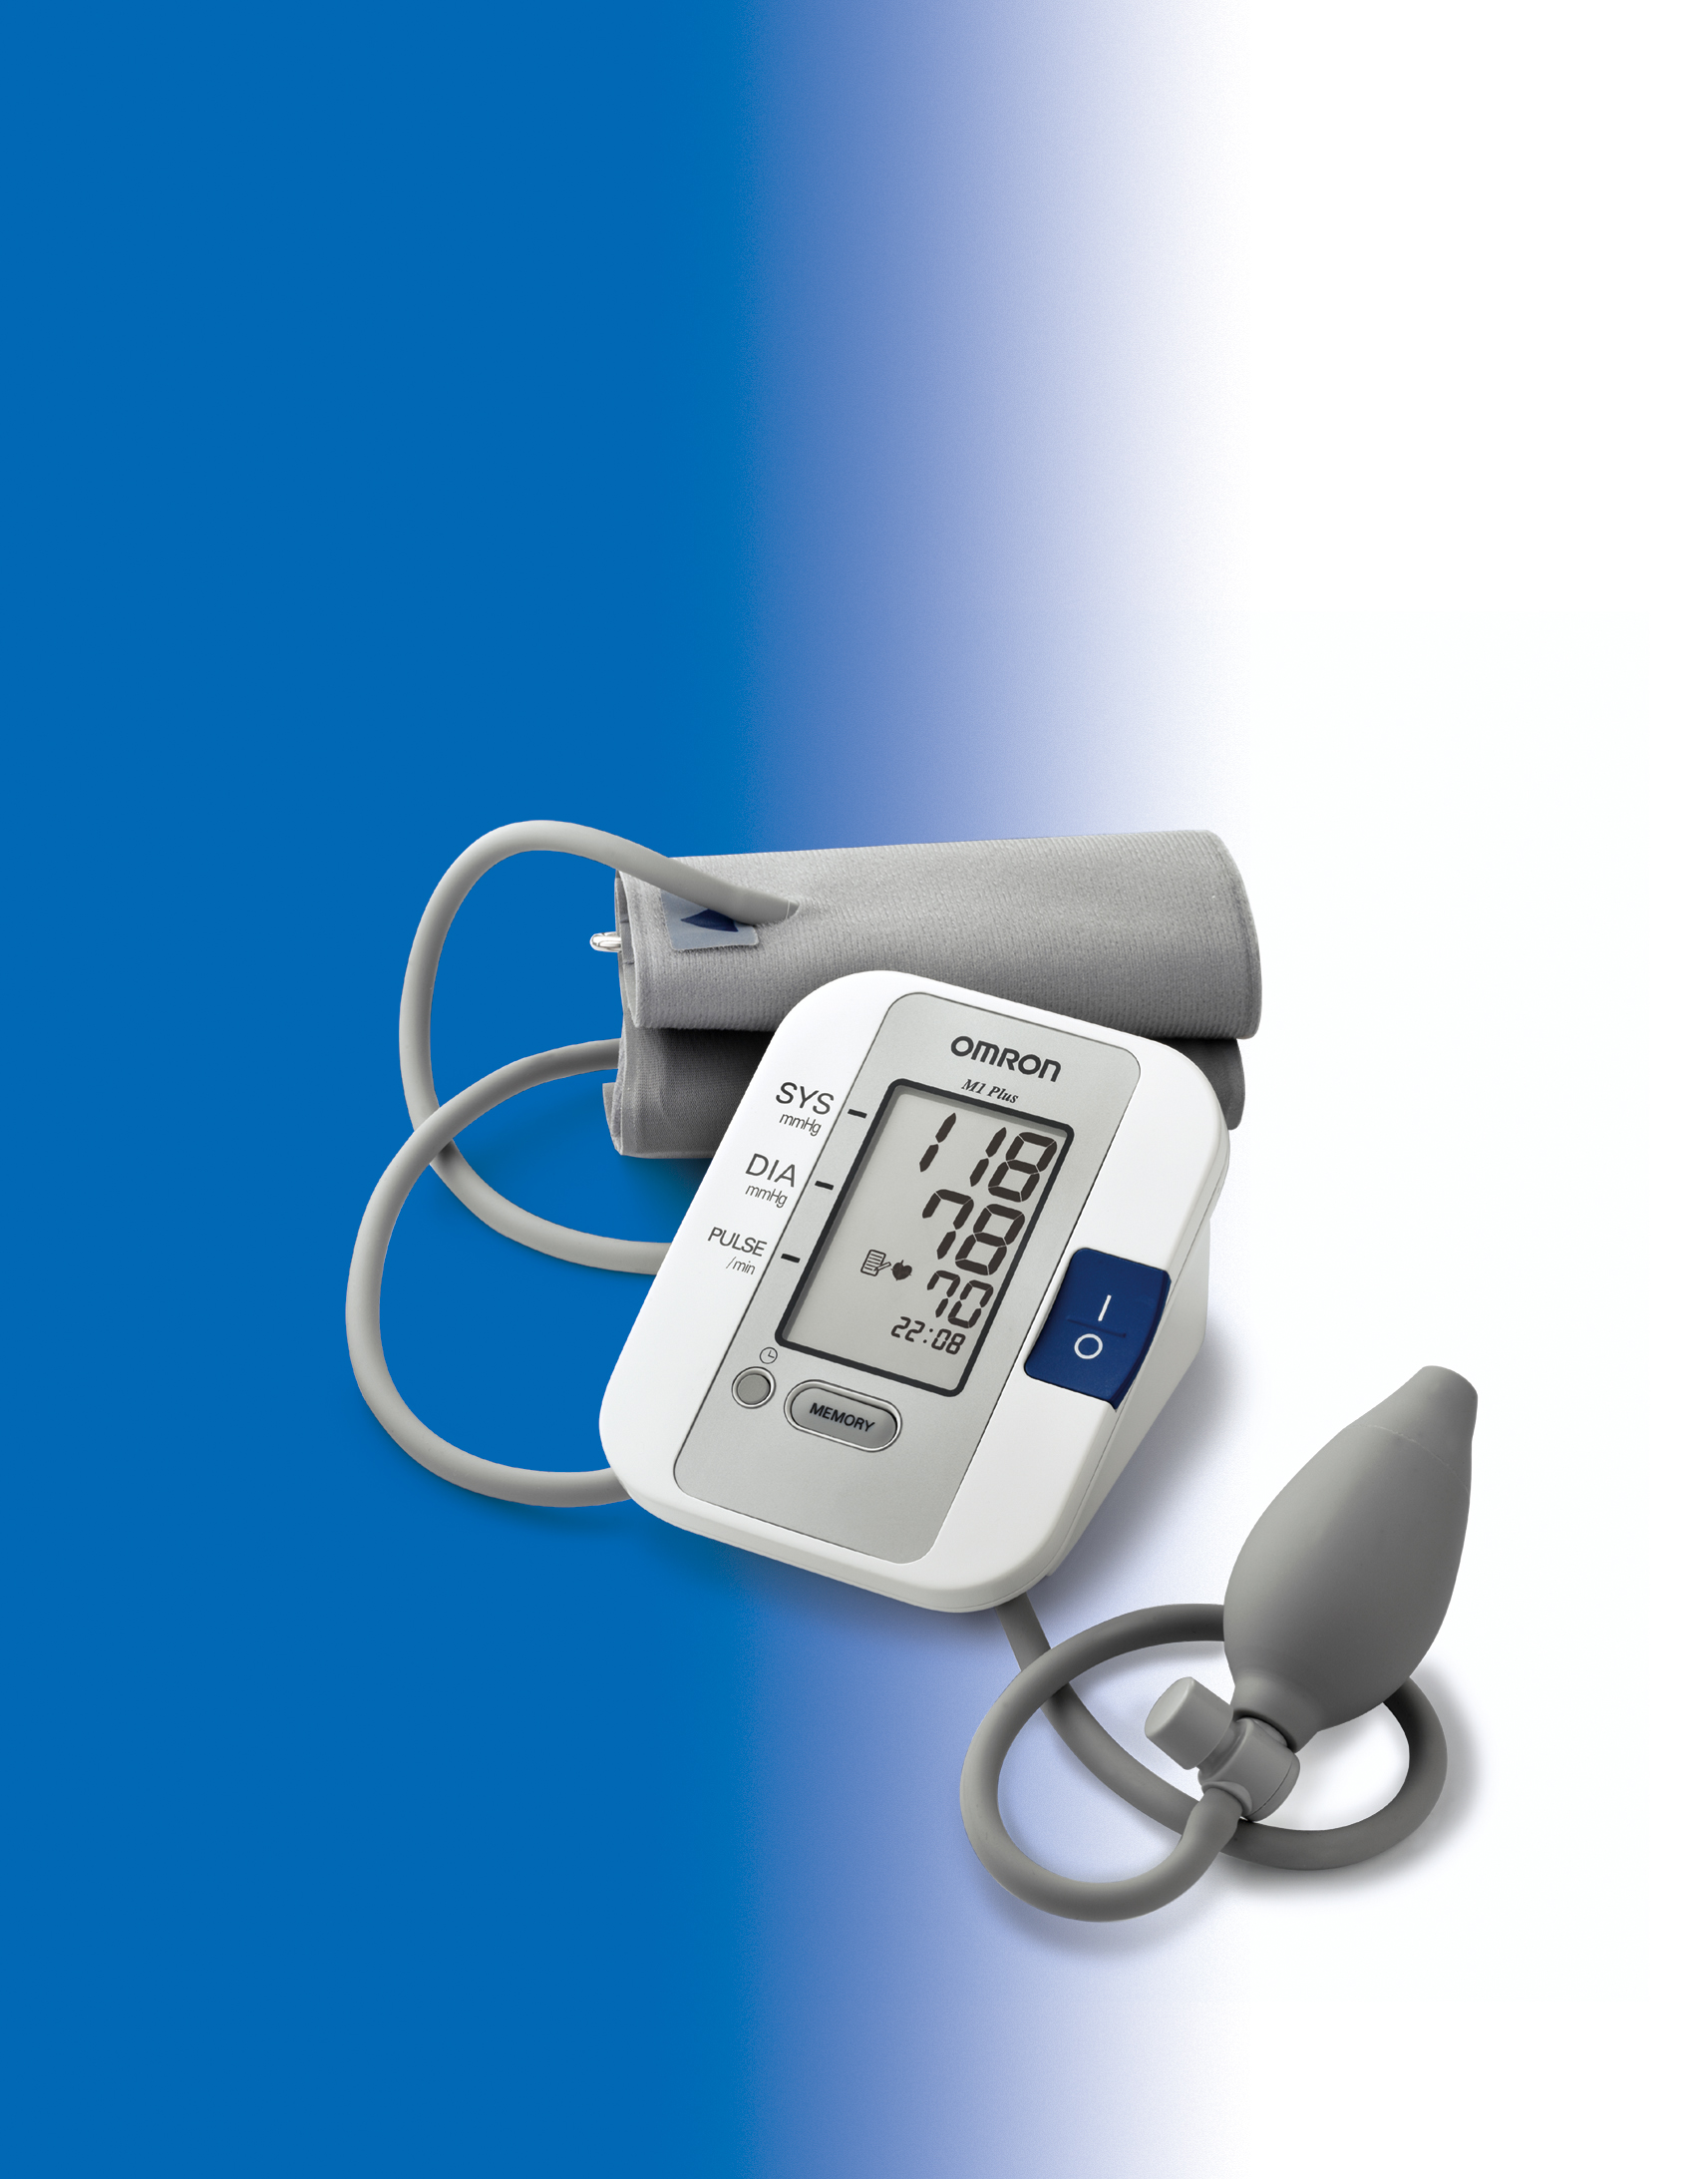 OMRON
M1 Plus
SYS
mmHg
118
DIA
mmHg
78
PULSE
/min
70
22:08
MEMORY